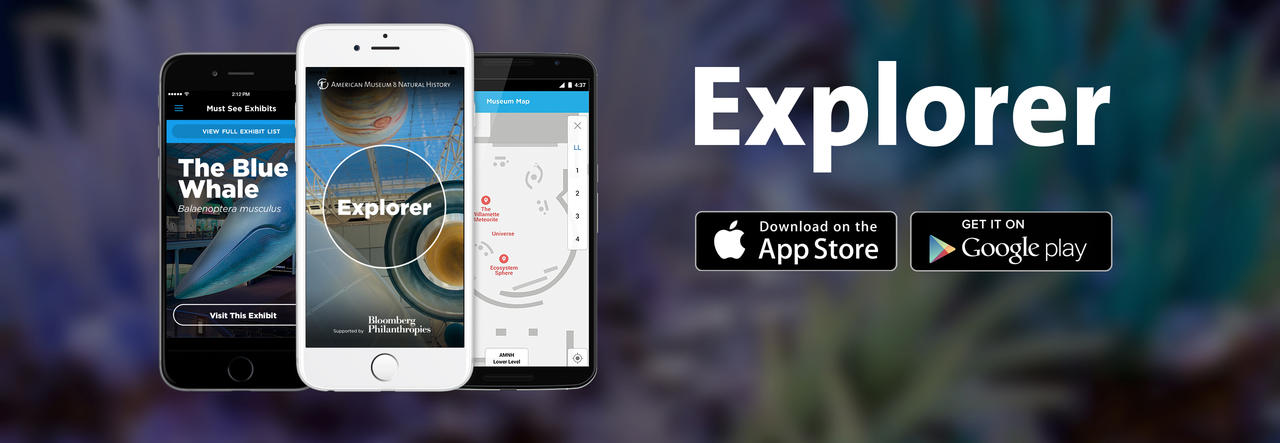 2:12 PM
Must See Exhibits
VIEW FULL EXHIBIT LIST
The Blue
Whale
Balaenoptera musculus
Visit This Exhibit
AMERICAN MUSEUM & NATURAL HISTORY
Explorer
Supported by
Bloomberg
Philanthropies
4:37
Museum Map
LL
1
2
3
4
The
Willamette
Meteorite
Universe
Ecosystem
Sphere
AMNH
Lower Level
Explorer
Download on the
App Store
GET IT ON
Google play